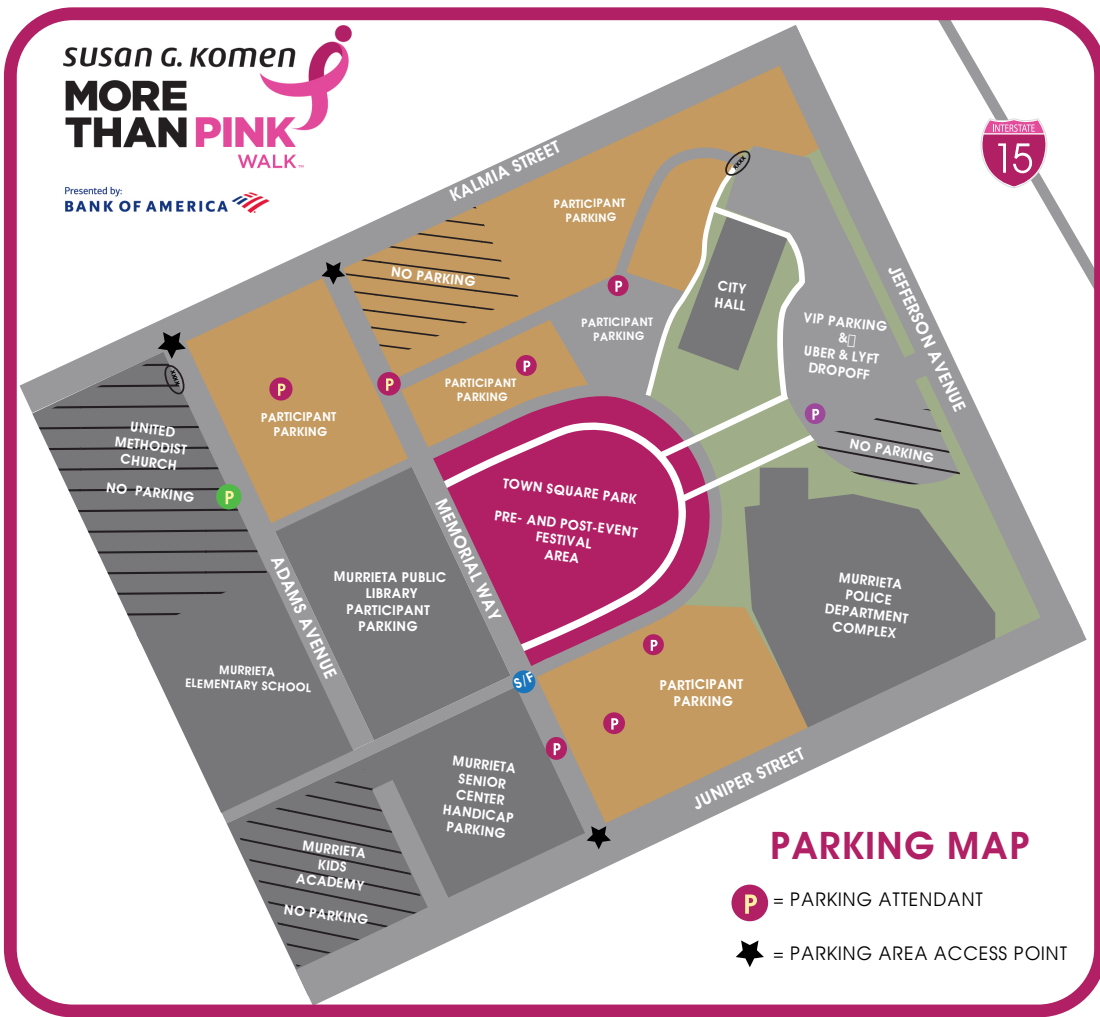 SUSAN G. KOMEN
MORE
THAN PINK
WALK™
Presented by:
BANK OF AMERICA
INTERSTATE
15
KALMIA STREET
PARTICIPANT
PARKING
NO PARKING
CITY
HALL
JEFFERSON AVENUE
PARTICIPANT
PARKING
VIP PARKING
&
UBER & LYFT
DROPOFF
P
P
P
P
PARTICIPANT
PARKING
PARTICIPANT
PARKING
P
UNITED
METHODIST
CHURCH
NO PARKING
P
NO PARKING
TOWN SQUARE PARK
PRE- AND POST-EVENT
FESTIVAL
AREA
MEMORIAL WAY
ADAMS AVENUE
MURRIETA PUBLIC
LIBRARY
PARTICIPANT
PARKING
MURRIETA
POLICE
DEPARTMENT
COMPLEX
P
MURRIETA
ELEMENTARY SCHOOL
S/F
PARTICIPANT
PARKING
P
P
MURRIETA
SENIOR
CENTER
HANDICAP
PARKING
JUNIPER STREET
MURRIETA
KIDS
ACADEMY
NO PARKING
PARKING MAP
P = PARKING ATTENDANT
= PARKING AREA ACCESS POINT